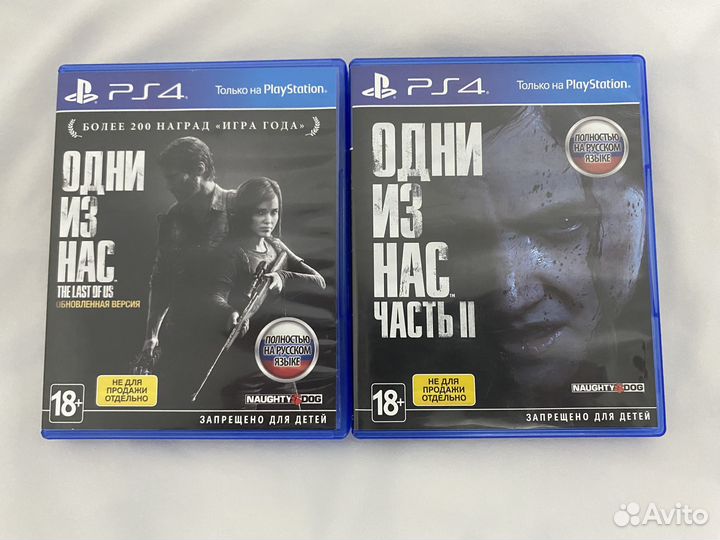 PS4
Только на PlayStation®
БОЛЕЕ 200 НАГРАД «ИГРА ГОДА»
ОДНИ
ИЗ
НАС™
THE LAST OF US
ОБНОВЛЕННАЯ ВЕРСИЯ
ПОЛНОСТЬЮ
НА РУССКОМ
ЯЗЫКЕ
НЕ ДЛЯ
ПРОДАЖИ
ОТДЕЛЬНО
18+
NAUGHTY DOG
ЗАПРЕЩЕНО ДЛЯ ДЕТЕЙ
PS4
Только на PlayStation®
ПОЛНОСТЬЮ
НА РУССКОМ
ЯЗЫКЕ
ОДНИ
ИЗ
НАС™
ЧАСТЬ II
НЕ ДЛЯ
ПРОДАЖИ
ОТДЕЛЬНО
18+
NAUGHTY DOG
ЗАПРЕЩЕНО ДЛЯ ДЕТЕЙ
Avito